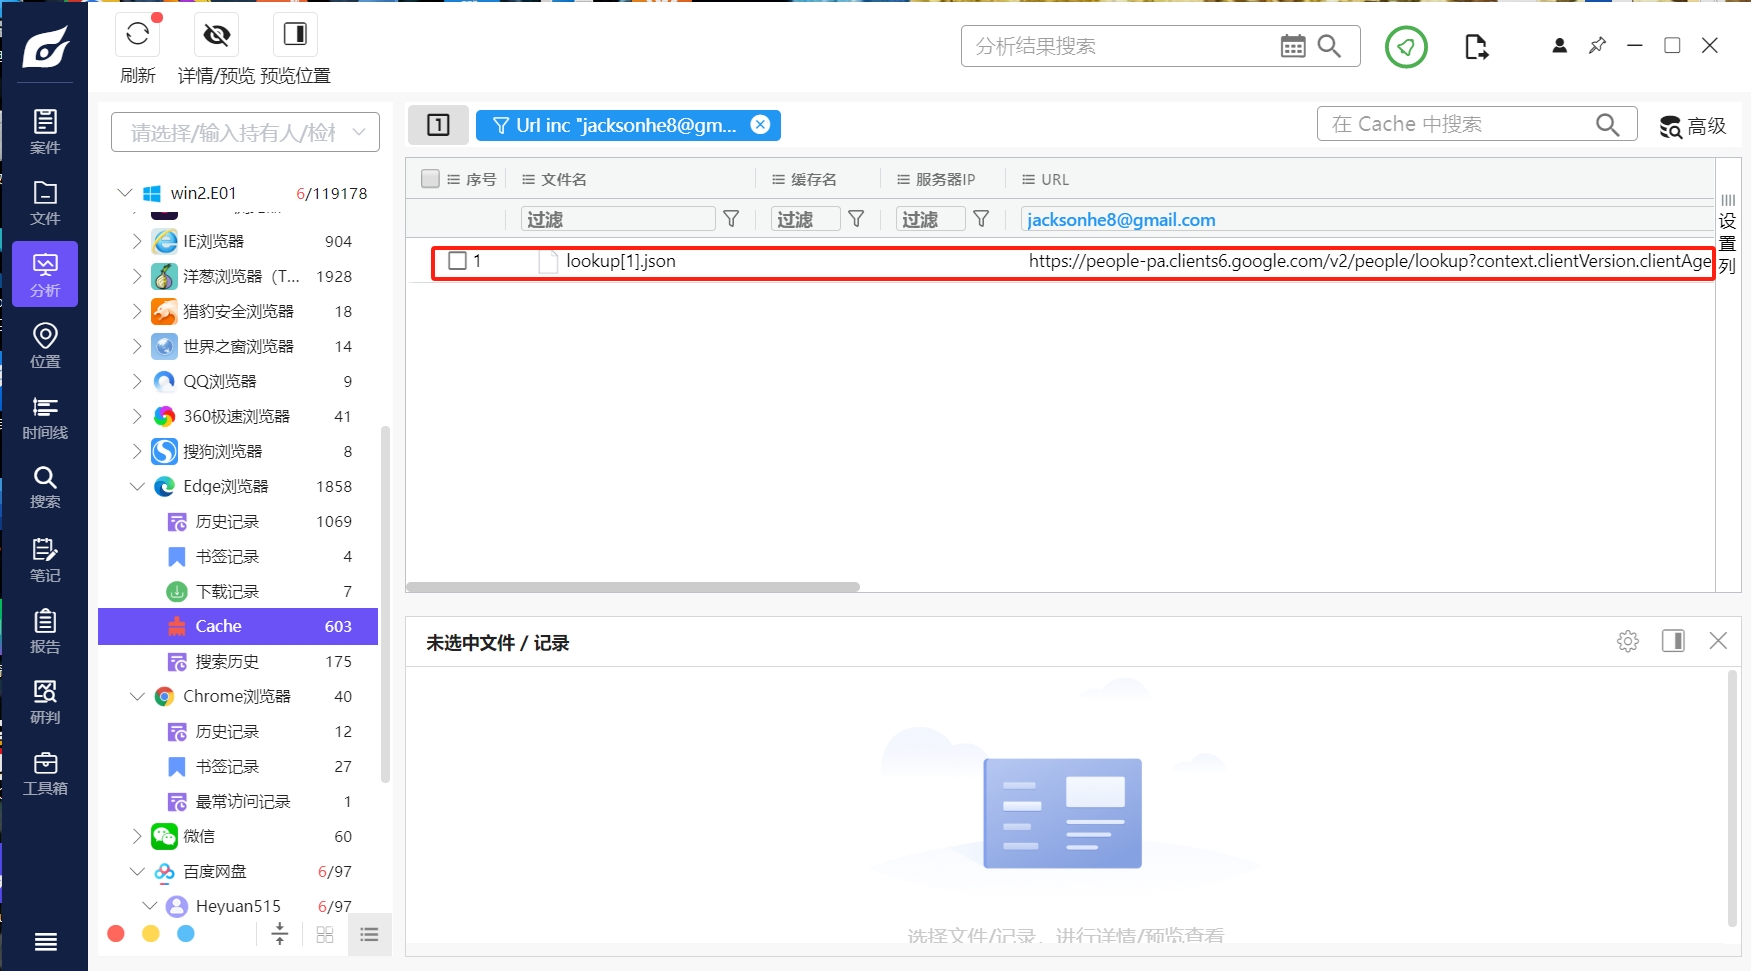 刷新
详情/预览
预览位置
分析结果搜索
案件
文件
分析
位置
时间线
搜索
笔记
报告
研判
工具箱
请选择/输入持有人/检
win2.E01 6/119178
IE浏览器 904
洋葱浏览器（T... 1928
猎豹安全浏览器 18
世界之窗浏览器 14
QQ浏览器 9
360极速浏览器 41
搜狗浏览器 8
Edge浏览器 1858
历史记录 1069
书签记录 4
下载记录 7
Cache 603
搜索历史 175
Chrome浏览器 40
历史记录 12
书签记录 27
最常访问记录 1
微信 60
百度网盘 6/97
Heyuan515 6/97
1
Url inc "jacksonhe8@gm...
在 Cache 中搜索
高级
序号 文件名 缓存名 服务器IP URL
过滤 过滤 过滤 jacksonhe8@gmail.com
1 lookup[1].json https://people-pa.clients6.google.com/v2/people/lookup?context.clientVersion.clientAge
设置列
未选中文件 / 记录
选择文件/记录，进行详情/预览查看